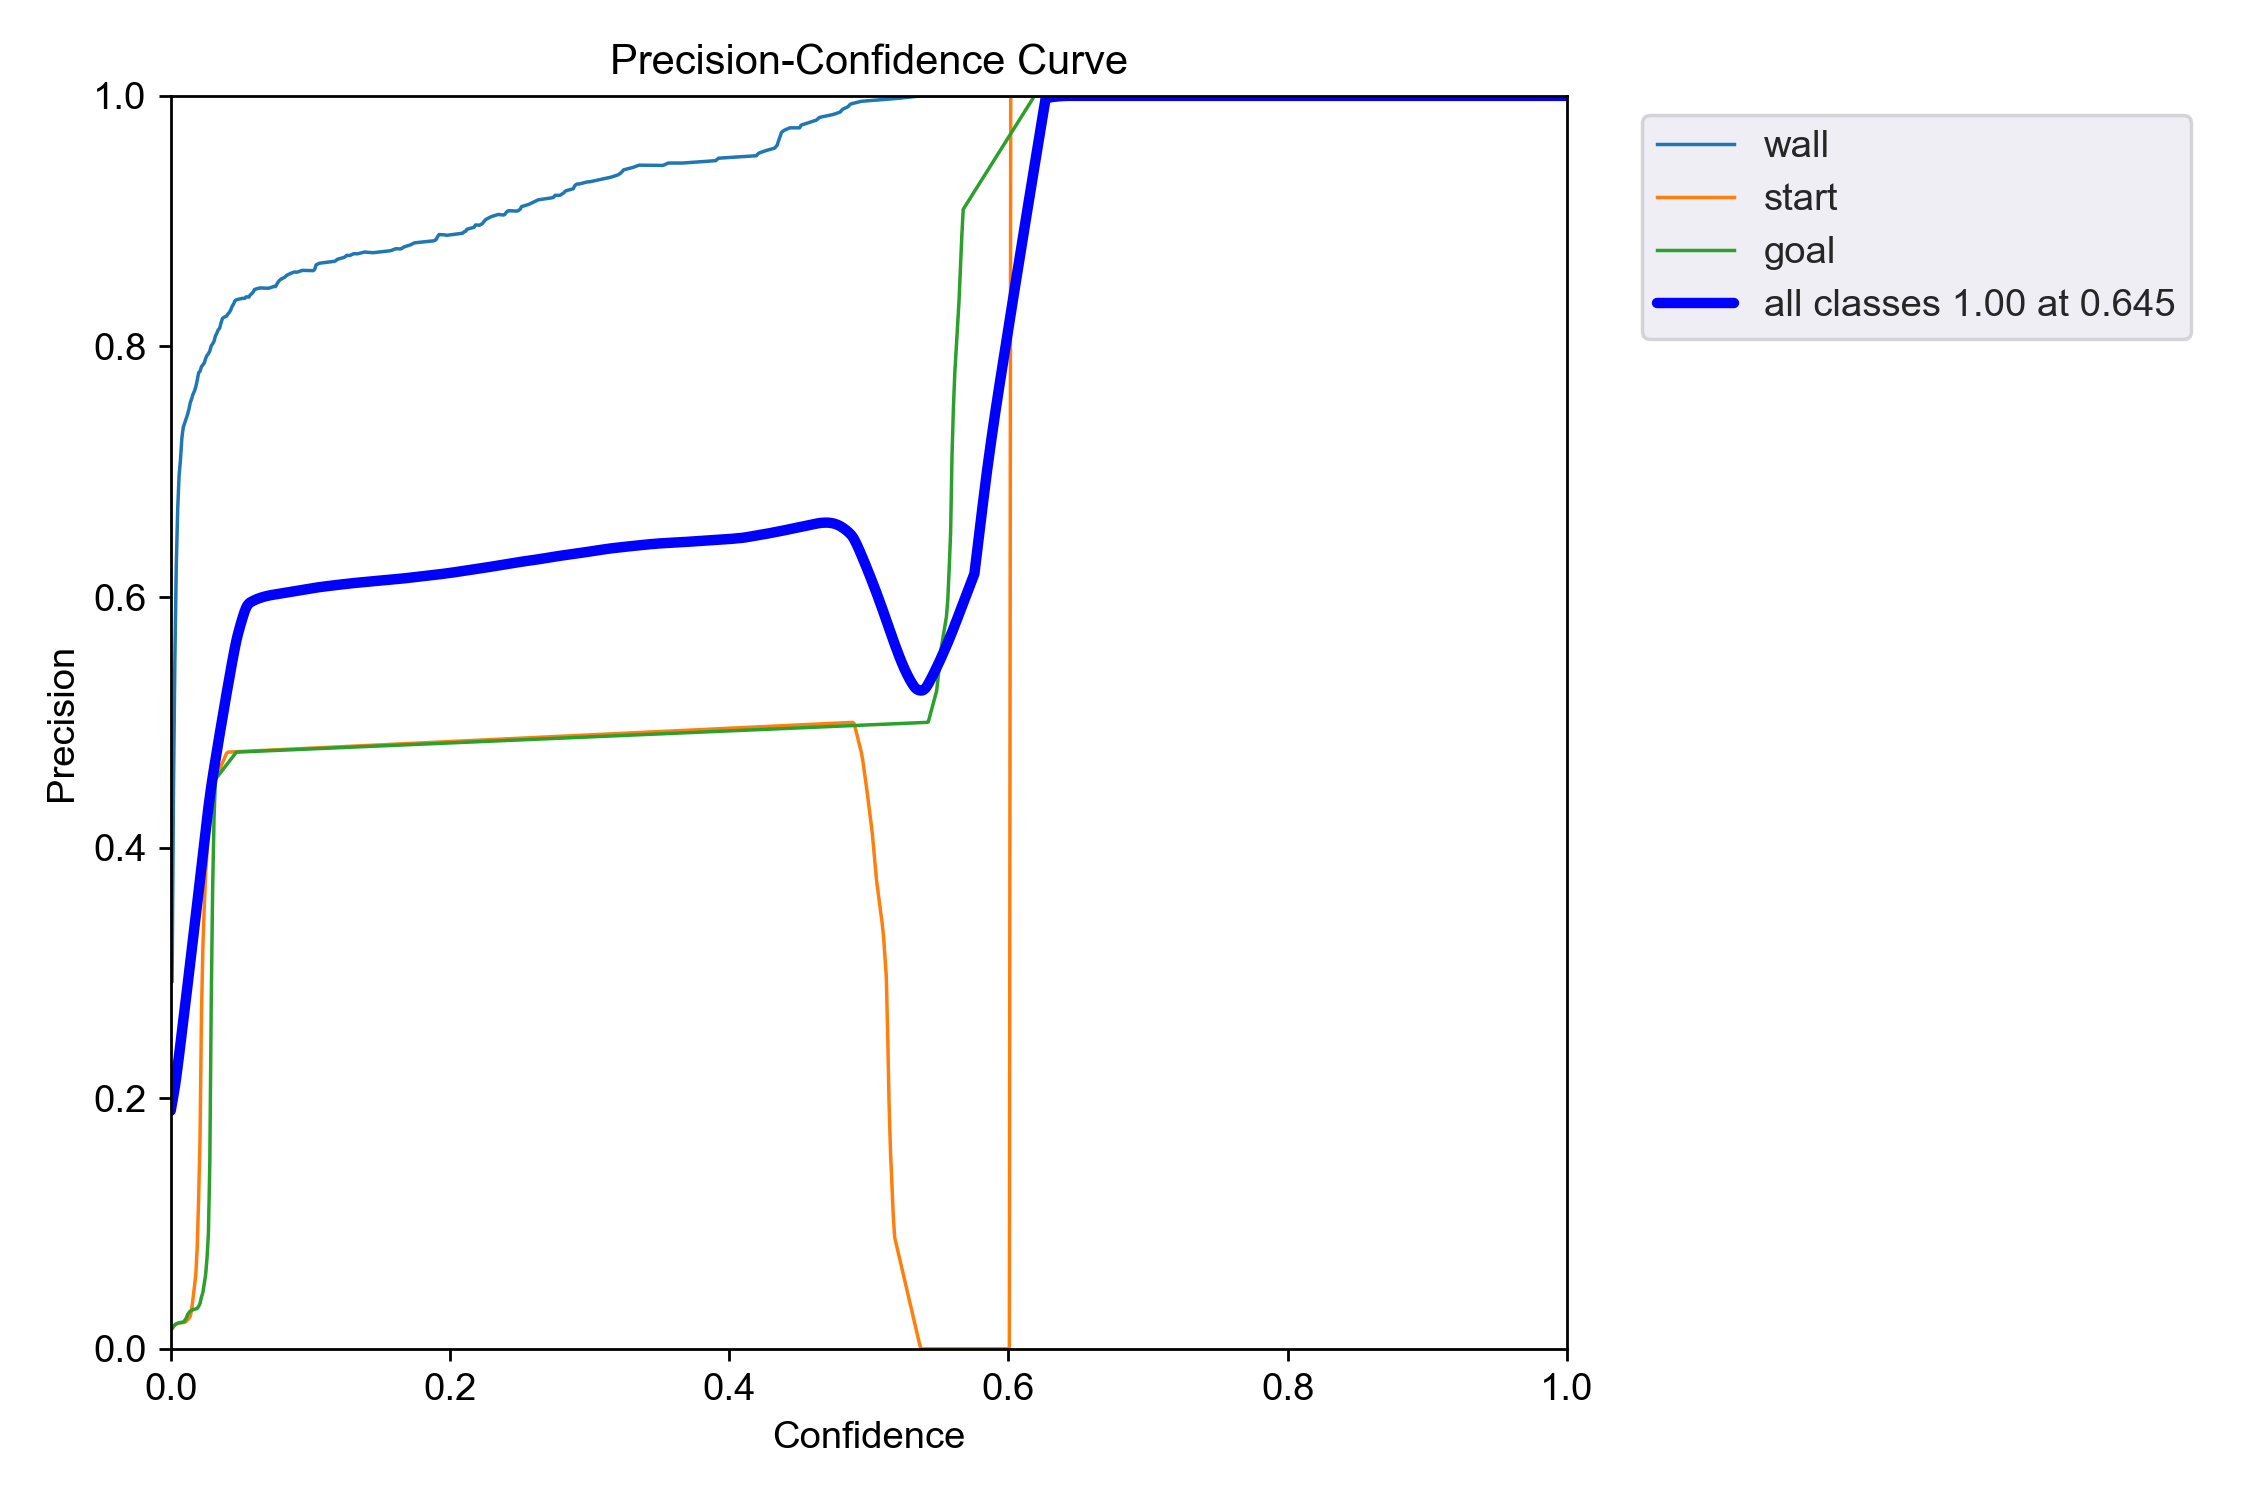 Precision-Confidence Curve
1.0
0.8
0.6
0.4
0.2
0.0
Precision
0.0 0.2 0.4 0.6 0.8 1.0
Confidence
wall
start
goal
all classes 1.00 at 0.645